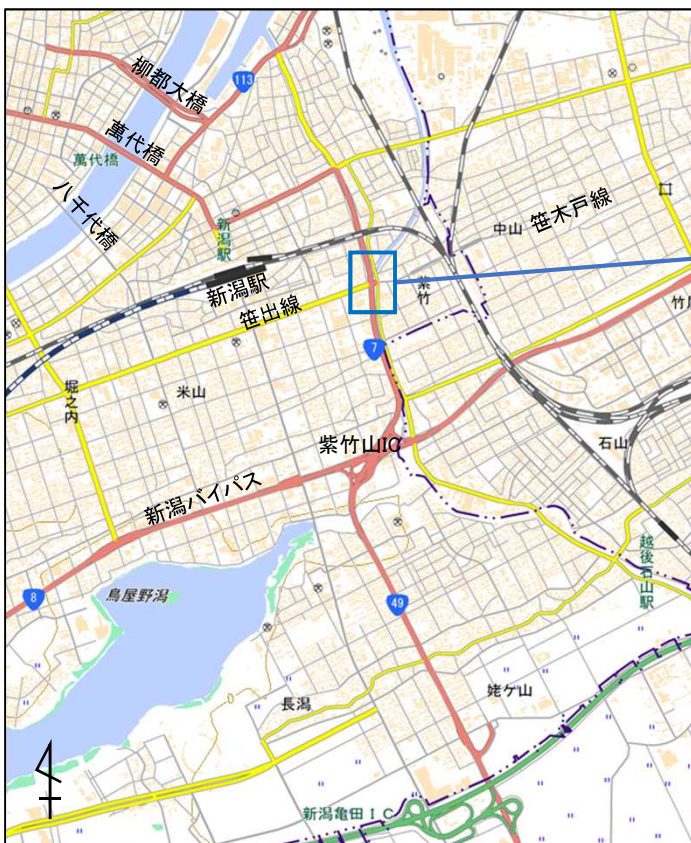 柳都大橋
113
萬代橋
萬代橋
八千代橋
新潟駅
新潟駅
笹出線
中山
笹木戸線
紫竹
7
堀之内
米山
紫竹山IC
石山
新潟バイパス
越後石山駅
8
鳥屋野潟
49
長潟
姥ケ山
新潟亀田IC